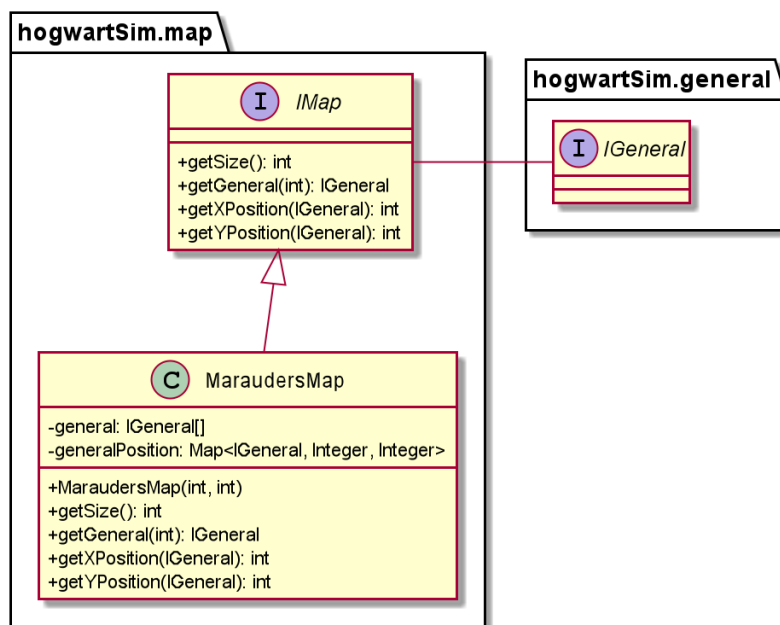 hogwartSim.map
I IMap
+getSize(): int
+getGeneral(int): IGeneral
+getXPosition(IGeneral): int
+getYPosition(IGeneral): int
hogwartSim.general
I IGeneral
C MaraudersMap
-general: IGeneral[]
-generalPosition: Map<IGeneral, Integer, Integer>
+MaraudersMap(int, int)
+getSize(): int
+getGeneral(int): IGeneral
+getXPosition(IGeneral): int
+getYPosition(IGeneral): int